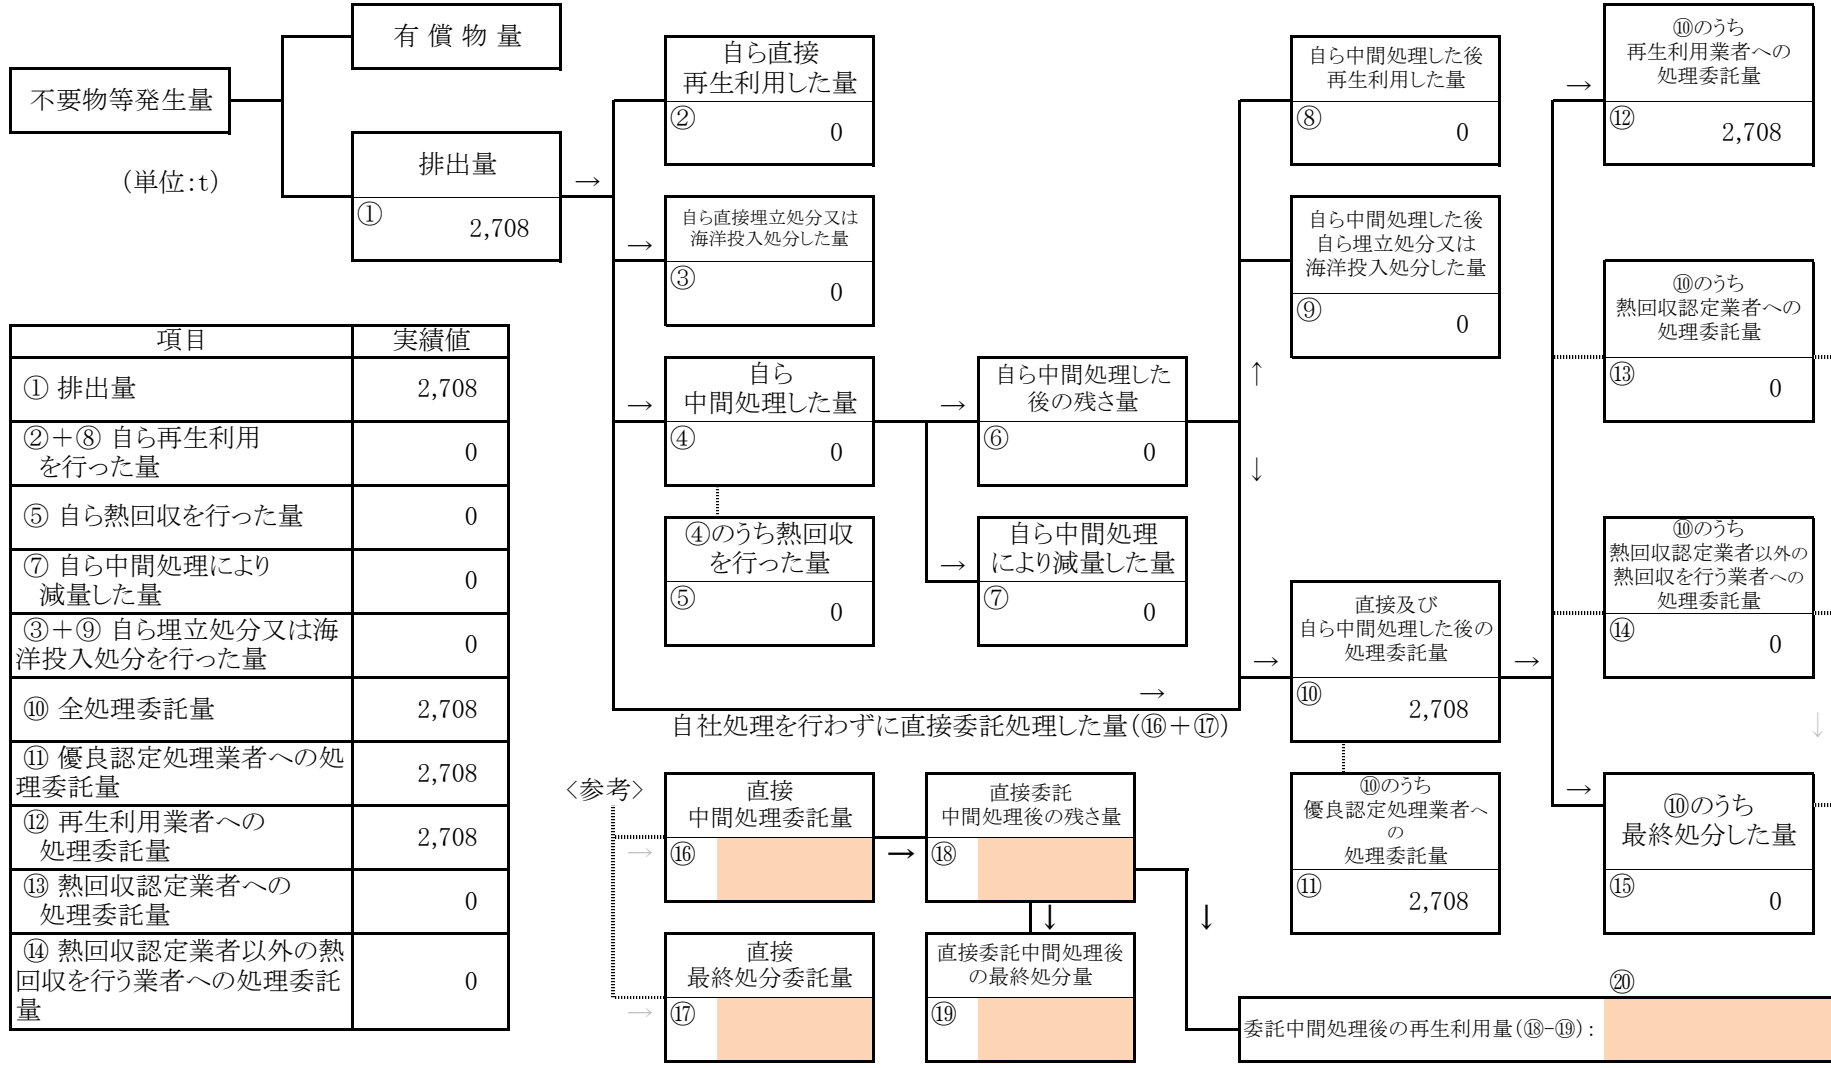 有 償 物 量
不要物等発生量
(単位:t)
排出量
→
①
2,708
自ら直接
再生利用した量
②
0
→
自ら直接埋立処分又は
海洋投入処分した量
③
0
→
自ら
中間処理した量
④
0
④のうち熱回収
を行った量
⑤
0
→
自ら中間処理した
後の残さ量
⑥
0
→
自ら中間処理
により減量した量
⑦
0
→
自社処理を行わずに直接委託処理した量(⑯+⑰)
↑
↓
自ら中間処理した後
再生利用した量
⑧
0
自ら中間処理した後
自ら埋立処分又は
海洋投入処分した量
⑨
0
→
直接及び
自ら中間処理した後の
処理委託量
⑩
2,708
⑩のうち
優良認定処理業者へ
の
処理委託量
⑪
2,708
→
→
⑩のうち
再生利用業者への
処理委託量
⑫
2,708
⑩のうち
熱回収認定業者への
処理委託量
⑬
0
⑩のうち
熱回収認定業者以外の
熱回収を行う業者への
処理委託量
⑭
0
↓
→
⑩のうち
最終処分した量
⑮
0
項目 実績値
① 排出量 2,708
②+⑧ 自ら再生利用
を行った量 0
⑤ 自ら熱回収を行った量 0
⑦ 自ら中間処理により
減量した量 0
③+⑨ 自ら埋立処分又は海
洋投入処分を行った量 0
⑩ 全処理委託量 2,708
⑪ 優良認定処理業者への処
理委託量 2,708
⑫ 再生利用業者への
処理委託量 2,708
⑬ 熱回収認定業者への
処理委託量 0
⑭ 熱回収認定業者以外の熱
回収を行う業者への処理委託
量 0
<参考>
→
直接
中間処理委託量
⑯
→
直接委託
中間処理後の残さ量
⑱
↓
↓
→
直接
最終処分委託量
⑰
直接委託中間処理後
の最終処分量
⑲
⑳
委託中間処理後の再生利用量(⑱-⑲):